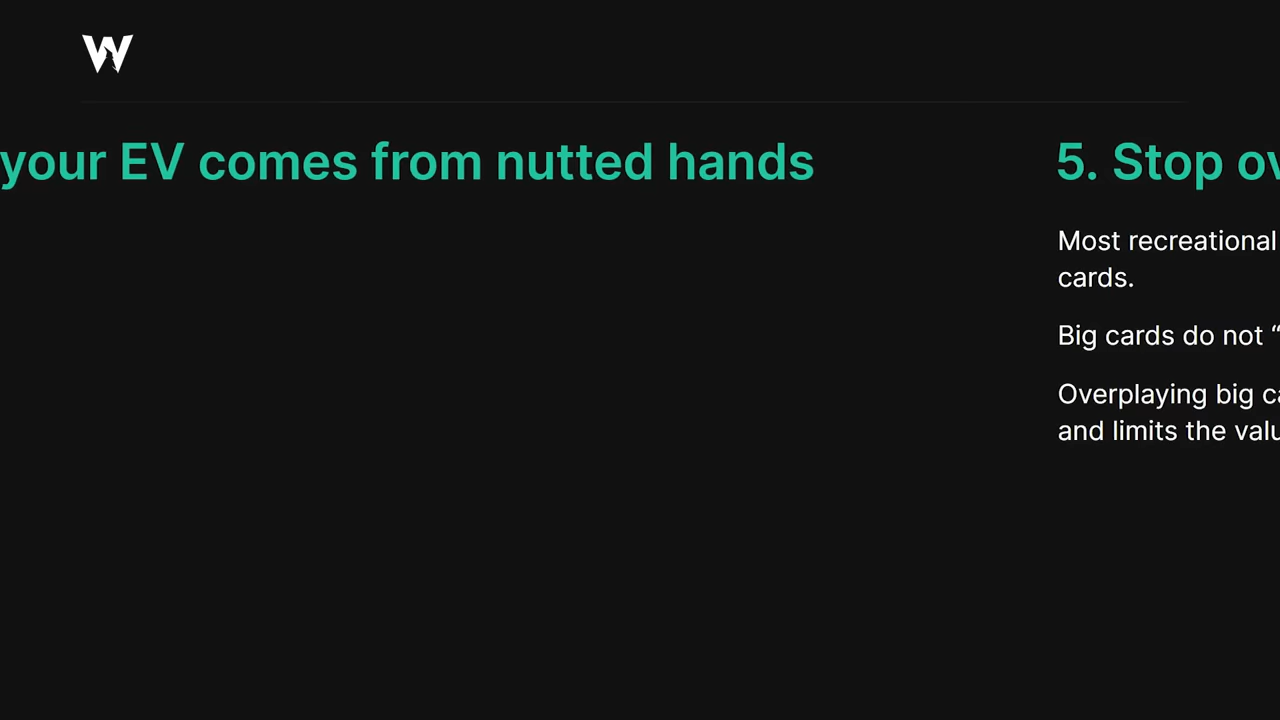 W
your EV comes from nutted hands
5. Stop ov
Most recreational
cards.
Big cards do not “
Overplaying big ca
and limits the valu